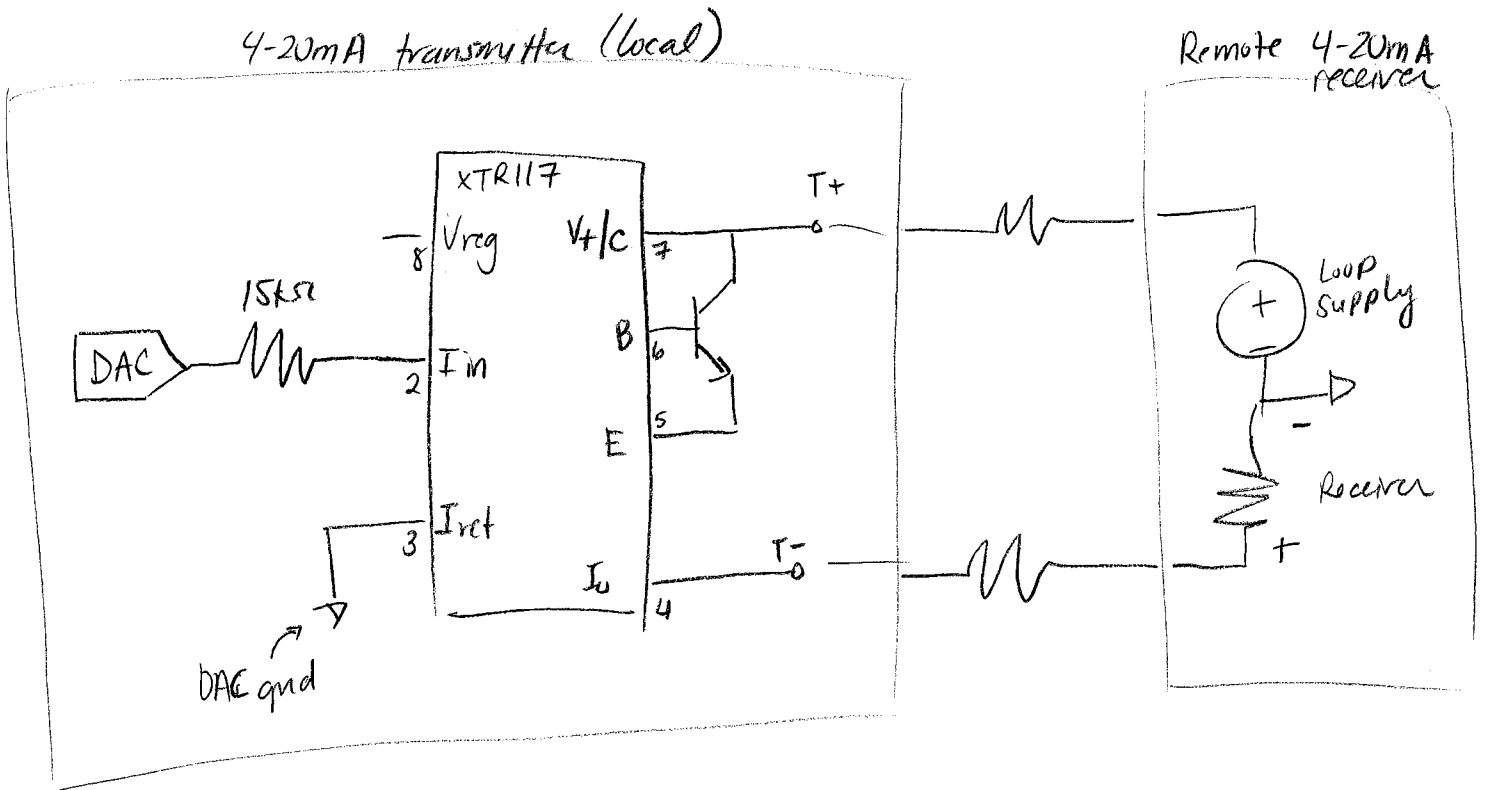 4-20mA transmitter (local)
Remote 4-20mA
receiver
XTR117
T+
Vreg
V+/C
8
7
15kΩ
Loop
supply
+
-
DAC
Iin
B
6
2
5
E
-
Receiver
Iret
3
T-
+
Io
4
DAC gnd